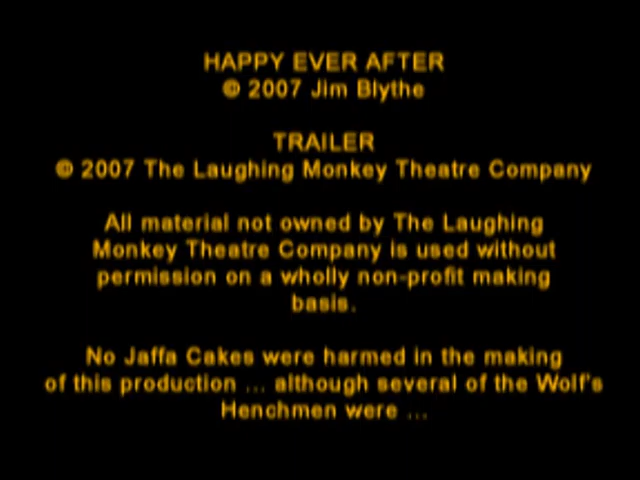 HAPPY EVER AFTER
© 2007 Jim Blythe
TRAILER
© 2007 The Laughing Monkey Theatre Company
All material not owned by The Laughing
Monkey Theatre Company is used without
permission on a wholly non-profit making
basis.
No Jaffa Cakes were harmed in the making
of this production ... although several of the Wolf's
Henchmen were ...